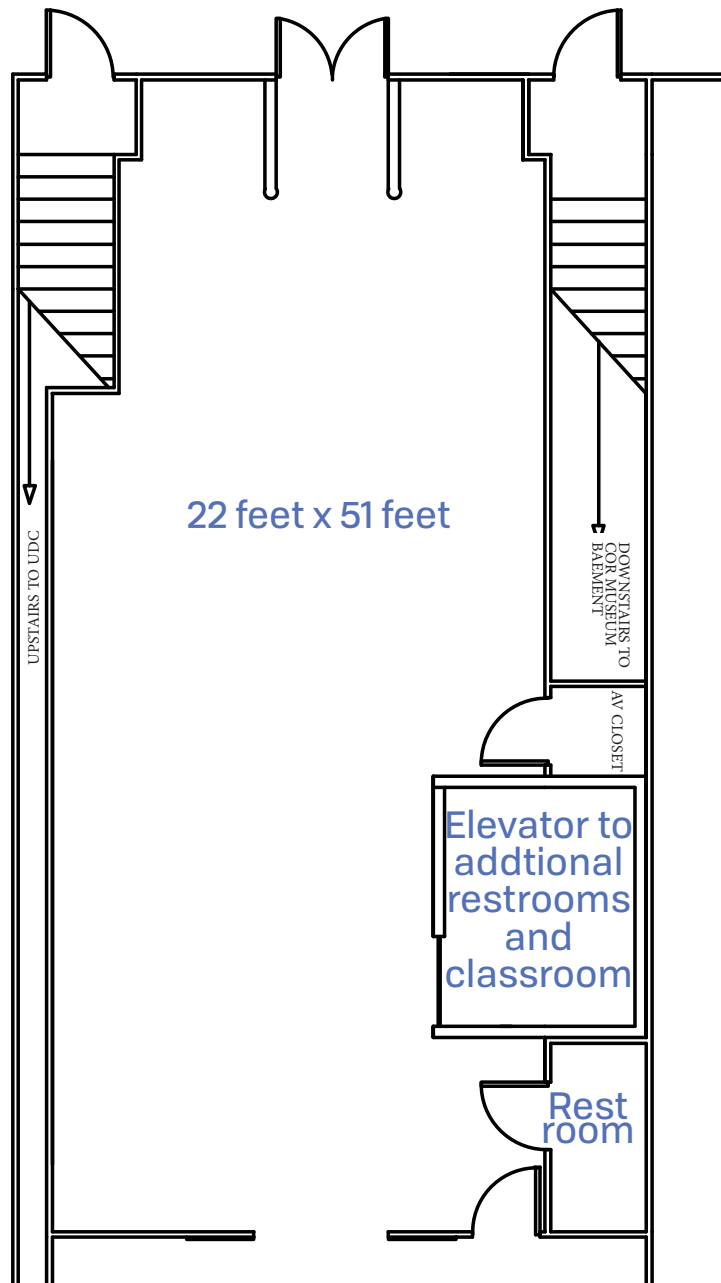 22 feet x 51 feet
UPSTAIRS TO UDC
DOWNSTAIRS TO
COR MUSEUM
BAEMENT
AV CLOSET
Elevator to
addtional
restrooms
and
classroom
Rest
room